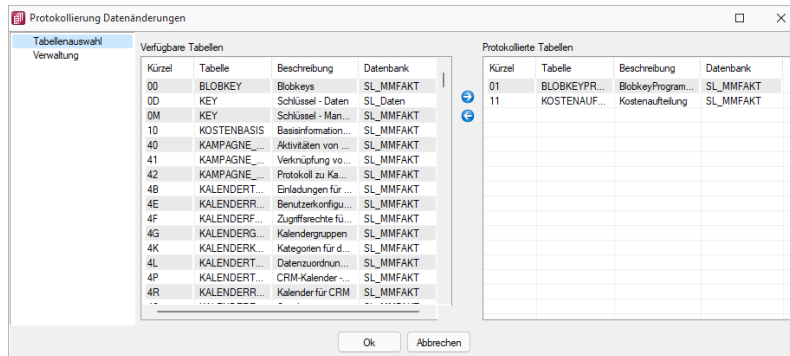 Protokollierung Datenänderungen
Tabellenauswahl
Verwaltung
Verfügbare Tabellen
Kürzel Tabelle Beschreibung Datenbank
00 BLOBKEY Blobkeys SL_MMFAKT
0D KEY Schlüssel - Daten SL_Daten
0M KEY Schlüssel - Man... SL_MMFAKT
10 KOSTENBASIS Basisinformation... SL_MMFAKT
40 KAMPAGNE_... Aktivitäten von ... SL_MMFAKT
41 KAMPAGNE_... Verknüpfung vo... SL_MMFAKT
42 KAMPAGNE_... Protokoll zu Ka... SL_MMFAKT
4B KALENDERT... Einladungen für ... SL_MMFAKT
4E KALENDERR... Benutzerkonfigu... SL_MMFAKT
4F KALENDERF... Zugriffsrechte fü... SL_MMFAKT
4G KALENDERG... Kalendergruppen SL_MMFAKT
4K KALENDERK... Kategorien für d... SL_MMFAKT
4L KALENDERT... Datenzuordnun... SL_MMFAKT
4P KALENDERT... CRM-Kalender -... SL_MMFAKT
4R KALENDERR... Kalender für CRM SL_MMFAKT
Protokollierte Tabellen
Kürzel Tabelle Beschreibung Datenbank
01 BLOBKEYPR... BlobkeyProgram... SL_MMFAKT
11 KOSTENAUF... Kostenaufteilung SL_MMFAKT
Ok Abbrechen